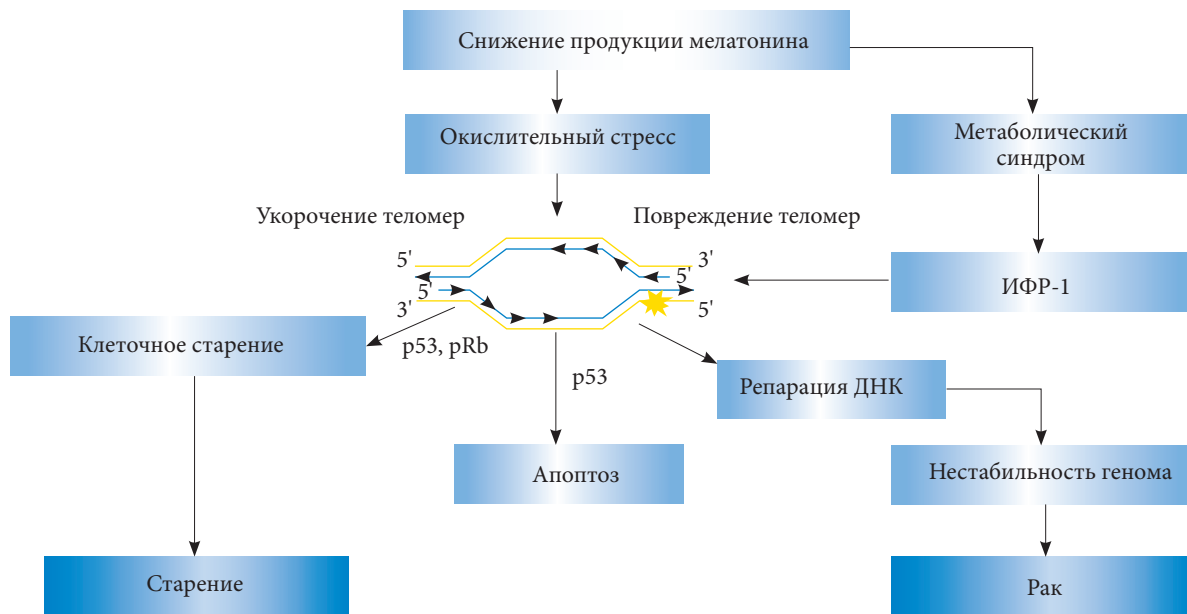 Снижение продукции мелатонина
Окислительный стресс
Метаболический
синдром
Укорочение теломер
Повреждение теломер
5'
3'
5'
5'
3'
5'
ИФР-1
Клеточное старение
p53, pRb
p53
Репарация ДНК
Апоптоз
Нестабильность генома
Старение
Рак